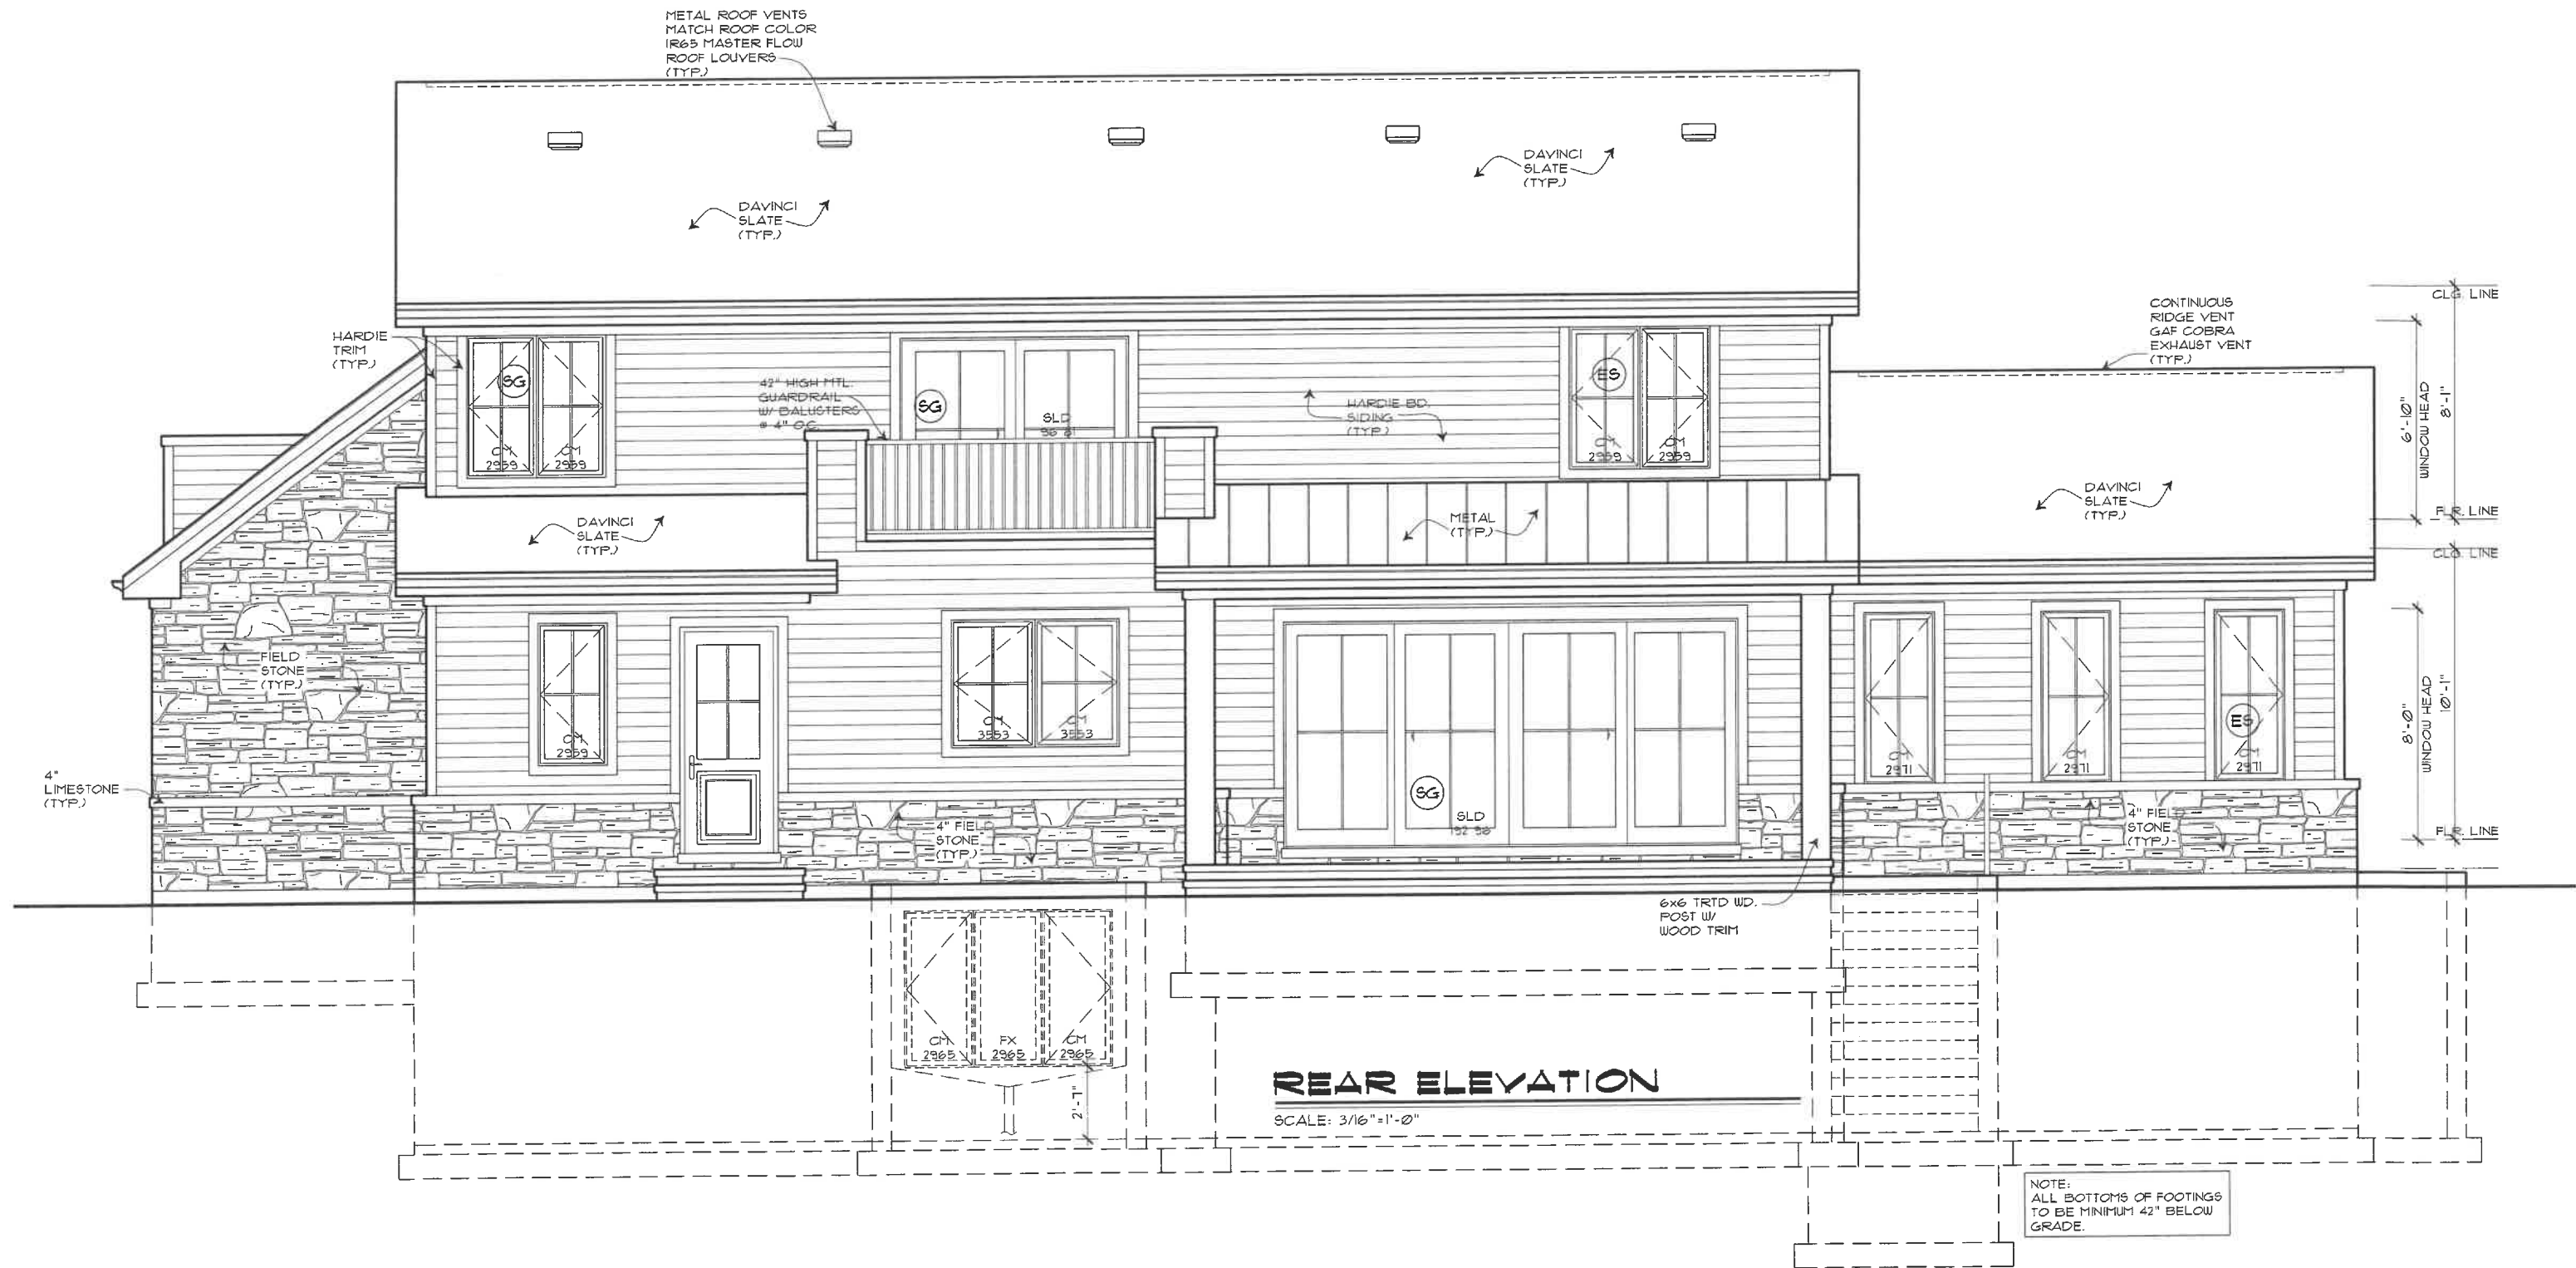 METAL ROOF VENTS
MATCH ROOF COLOR
IR65 MASTER FLOW
ROOF LOUVERS
(TYP.)
DAVINCI
SLATE
(TYP.)
DAVINCI
SLATE
(TYP.)
CONTINUOUS
RIDGE VENT
GAF COBRA
EXHAUST VENT
(TYP.)
CLG. LINE
6'-10"
WINDOW HEAD
8'-1"
FLR. LINE
HARDIE
TRIM
(TYP.)
SG
CM
2959
CM
2959
42" HIGH MTL.
GUARDRAIL
W/ BALUSTERS
@ 4" O.C.
SG
SLD
HARDIE BD.
SIDING
(TYP.)
ES
CM
2959
CM
2959
DAVINCI
SLATE
(TYP.)
METAL
(TYP.)
DAVINCI
SLATE
(TYP.)
CLG. LINE
8'-0"
WINDOW HEAD
10'-1"
FLR. LINE
FIELD
STONE
(TYP.)
4"
LIMESTONE
(TYP.)
CM
2959
CM
3553
CM
3553
SG
SLD
192 96
CM
2971
CM
2971
ES
CM
2971
4" FIELD
STONE
(TYP.)
4" FIELD
STONE
(TYP.)
6x6 TRTD WD.
POST W/
WOOD TRIM
CM
2965
FX
2965
CM
2965
2'-7"
REAR ELEVATION
SCALE: 3/16"=1'-0"
NOTE:
ALL BOTTOMS OF FOOTINGS
TO BE MINIMUM 42" BELOW
GRADE.